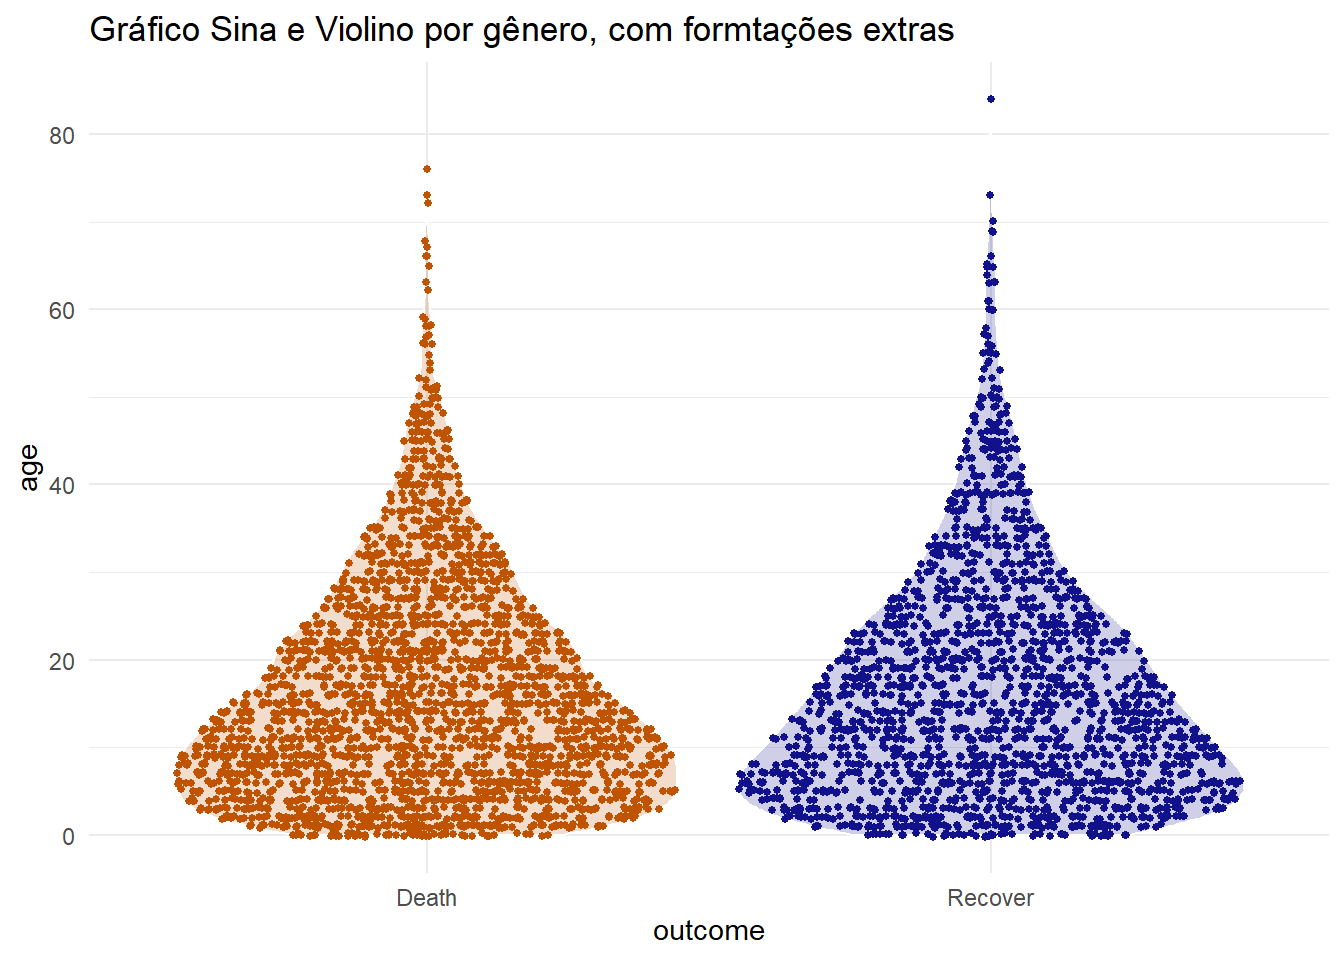 Gráfico Sina e Violino por gênero, com formtações extras
80
60
40
20
0
age
Death
Recover
outcome